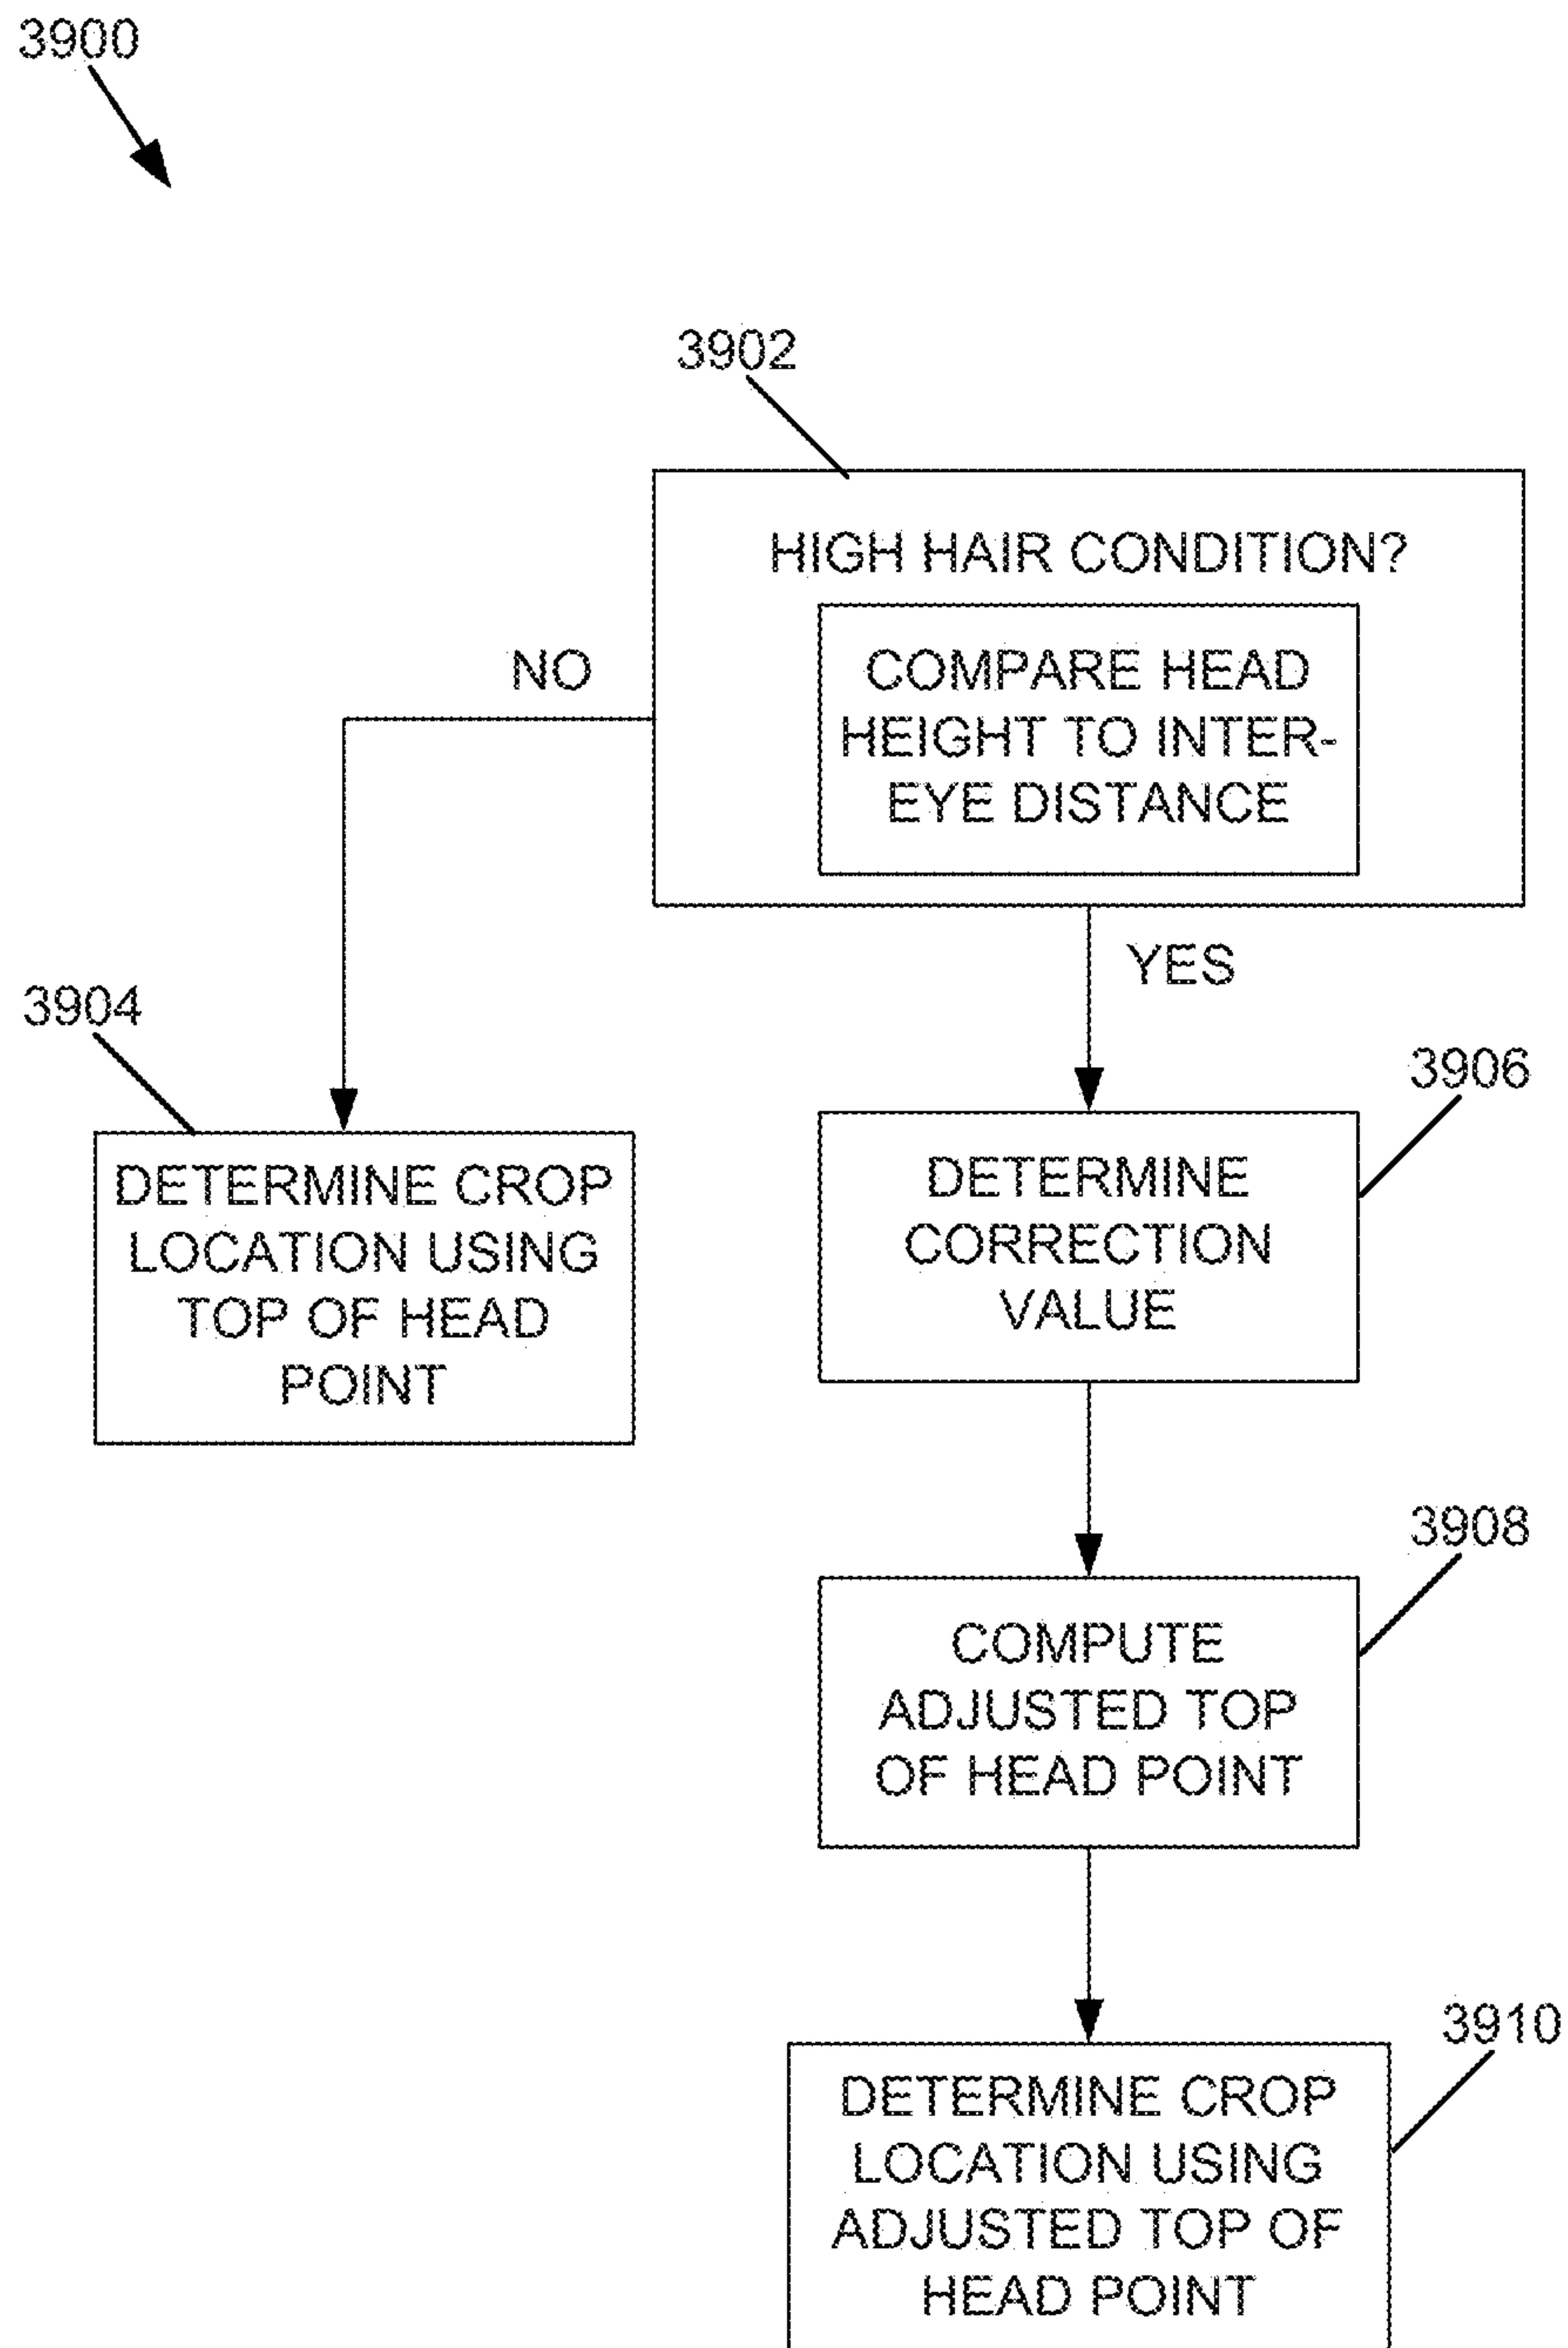 3900
3902
HIGH HAIR CONDITION?
COMPARE HEAD
HEIGHT TO INTER-
EYE DISTANCE
NO
YES
3904
DETERMINE CROP
LOCATION USING
TOP OF HEAD
POINT
3906
DETERMINE
CORRECTION
VALUE
3908
COMPUTE
ADJUSTED TOP
OF HEAD POINT
3910
DETERMINE CROP
LOCATION USING
ADJUSTED TOP OF
HEAD POINT